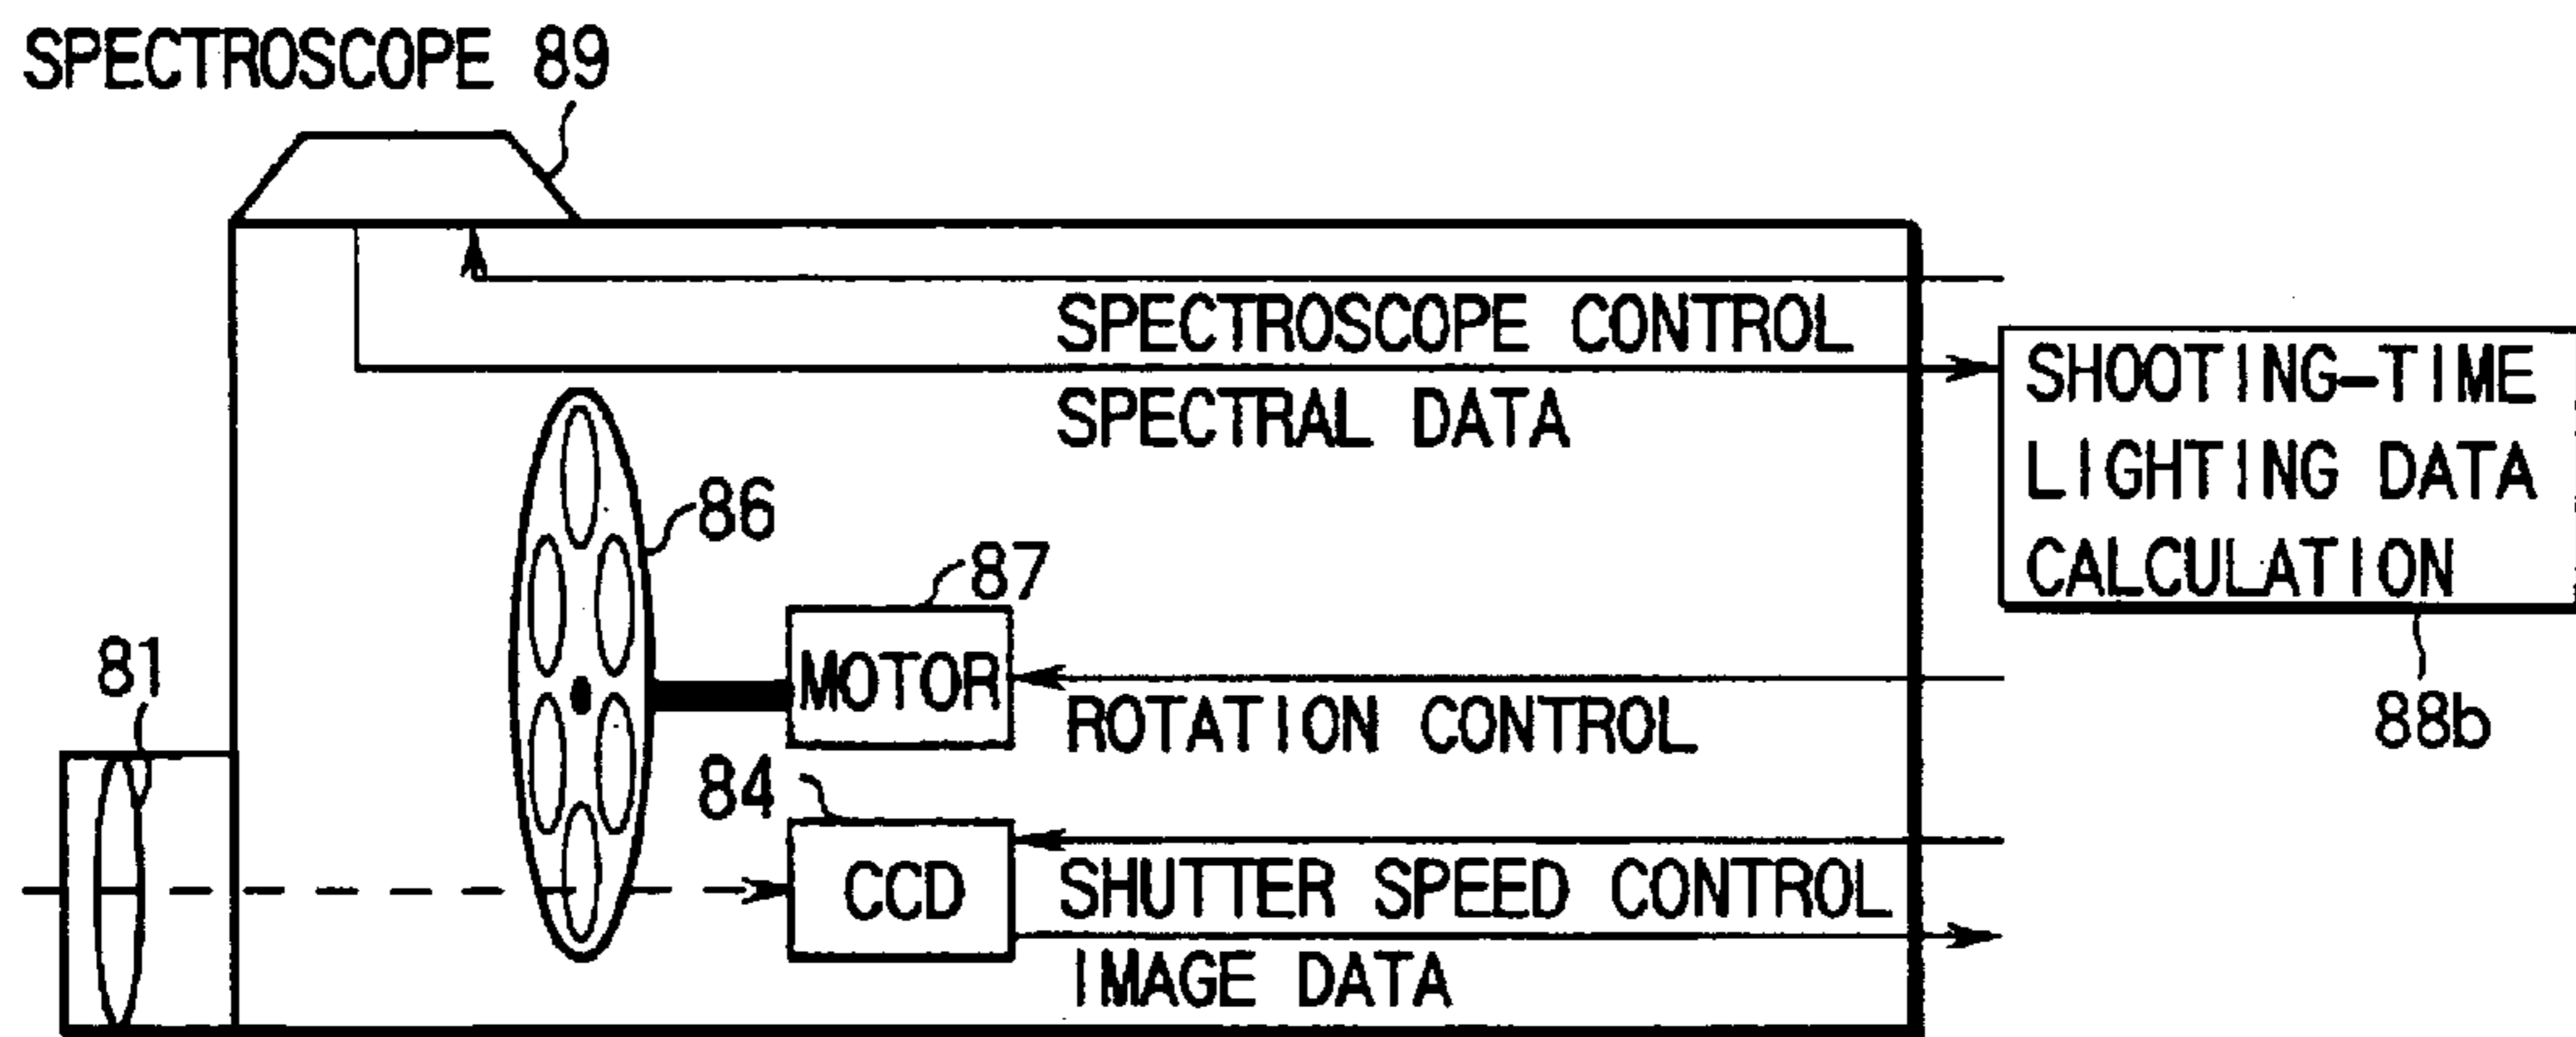 SPECTROSCOPE 89
SPECTROSCOPE CONTROL
SPECTRAL DATA
SHOOTING-TIME
LIGHTING DATA
CALCULATION
88b
86
87
MOTOR
ROTATION CONTROL
81
84
CCD
SHUTTER SPEED CONTROL
IMAGE DATA